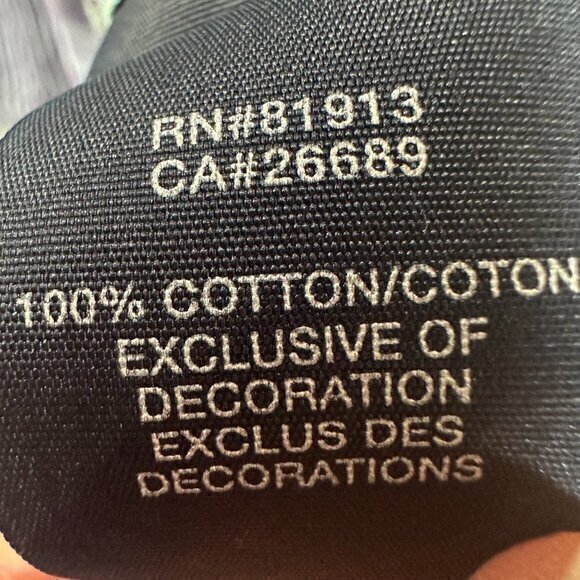 RN#81913
CA#26689
100% COTTON/COTON
EXCLUSIVE OF
DECORATION
EXCLUS DES
DECORATIONS